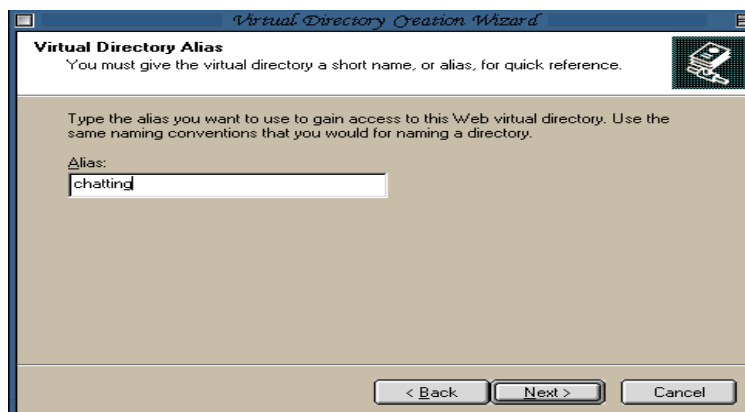 Virtual Directory Creation Wizard
Virtual Directory Alias
You must give the virtual directory a short name, or alias, for quick reference.
Type the alias you want to use to gain access to this Web virtual directory. Use the
same naming conventions that you would for naming a directory.
Alias:
chatting
< Back Next > Cancel